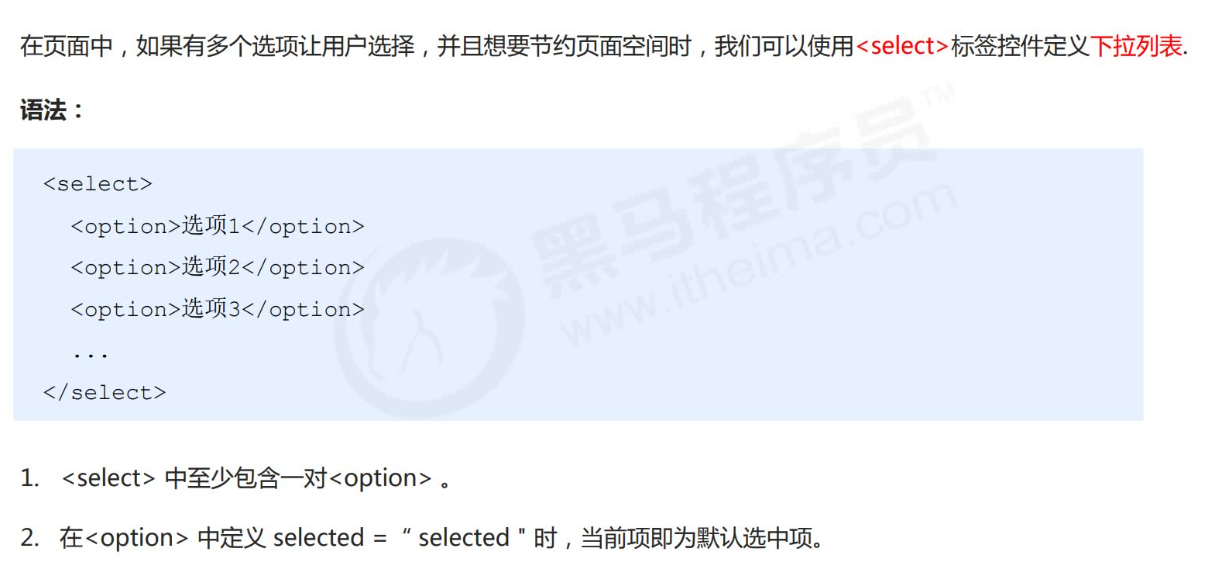 在页面中，如果有多个选项让用户选择，并且想要节约页面空间时，我们可以使用<select>标签控件定义下拉列表.
语法：
<select>
<option>选项1</option>
<option>选项2</option>
<option>选项3</option>
...
</select>
黑马程序员™
www.itheima.com
1. <select> 中至少包含一对<option> 。
2. 在<option> 中定义 selected = “ selected " 时，当前项即为默认选中项。